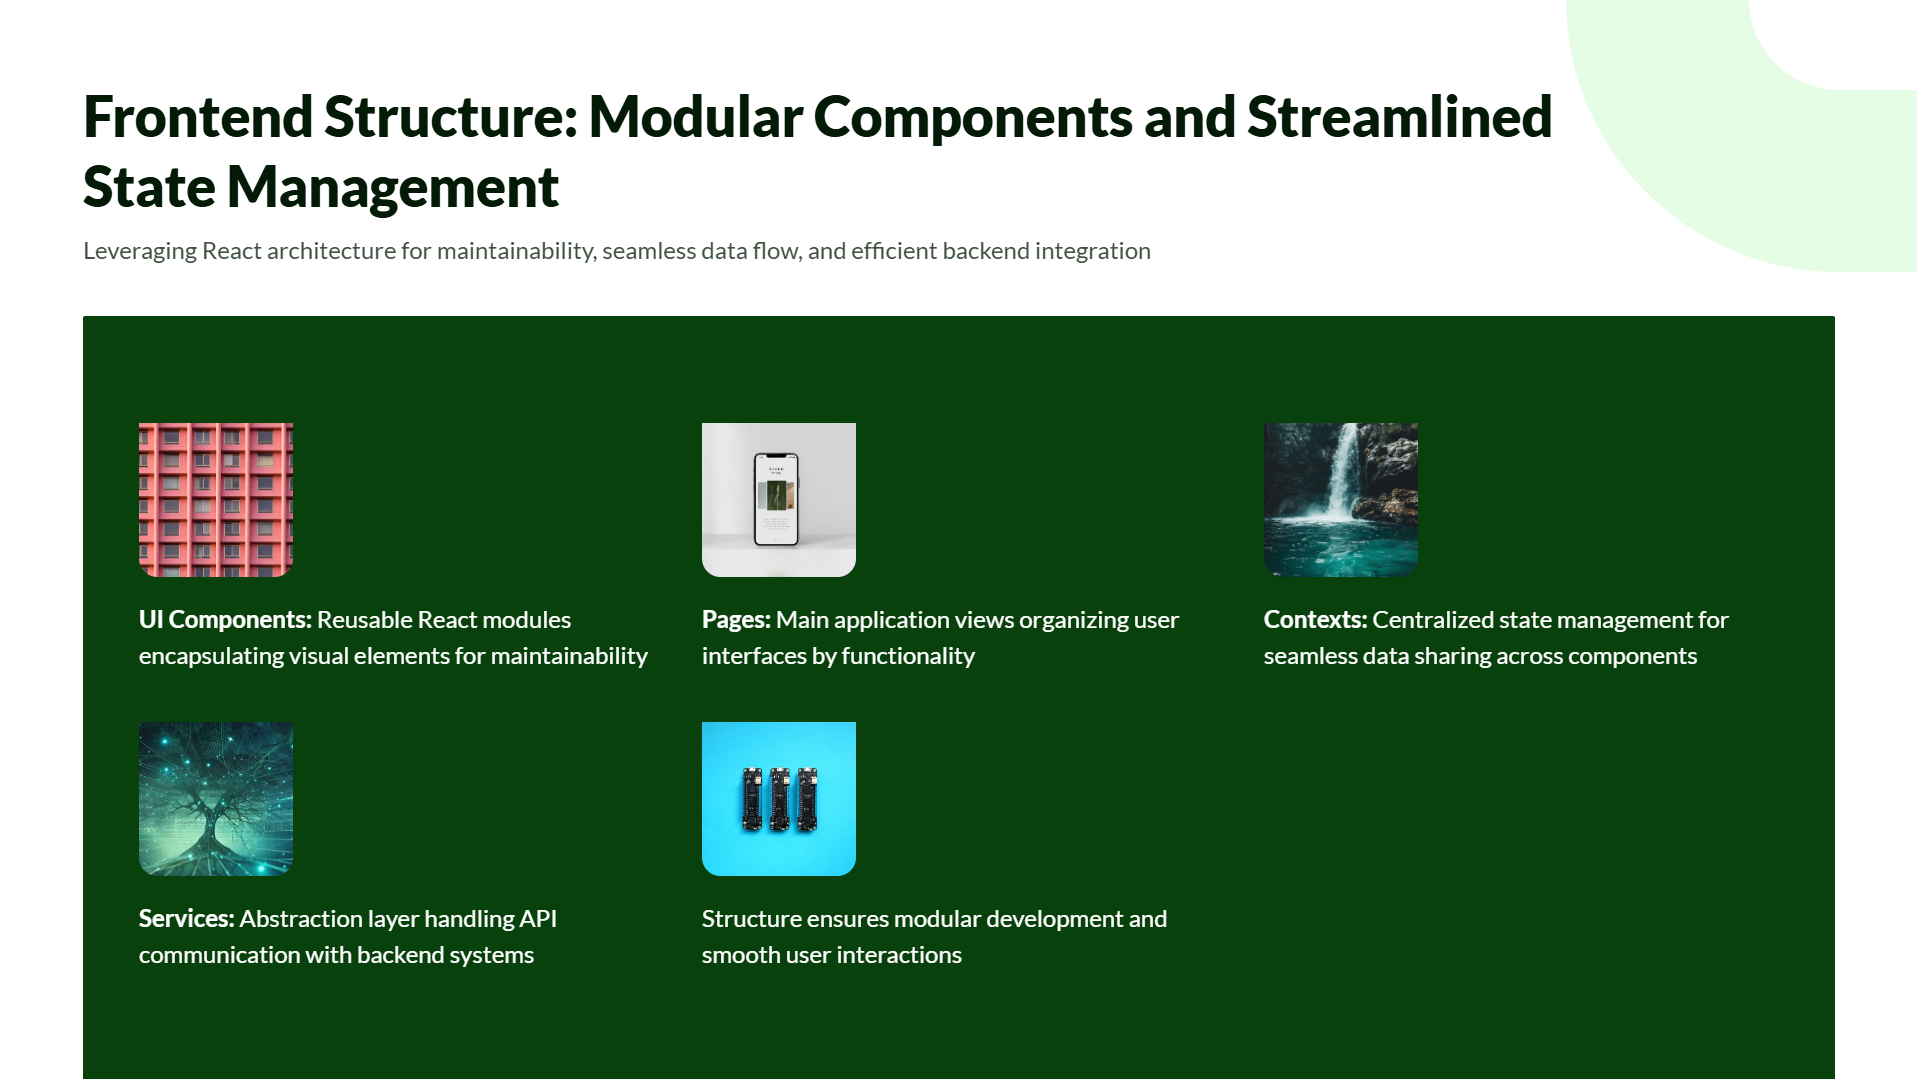 Frontend Structure: Modular Components and Streamlined
State Management
Leveraging React architecture for maintainability, seamless data flow, and efficient backend integration
UI Components: Reusable React modules
encapsulating visual elements for maintainability
Pages: Main application views organizing user
interfaces by functionality
Contexts: Centralized state management for
seamless data sharing across components
Services: Abstraction layer handling API
communication with backend systems
Structure ensures modular development and
smooth user interactions